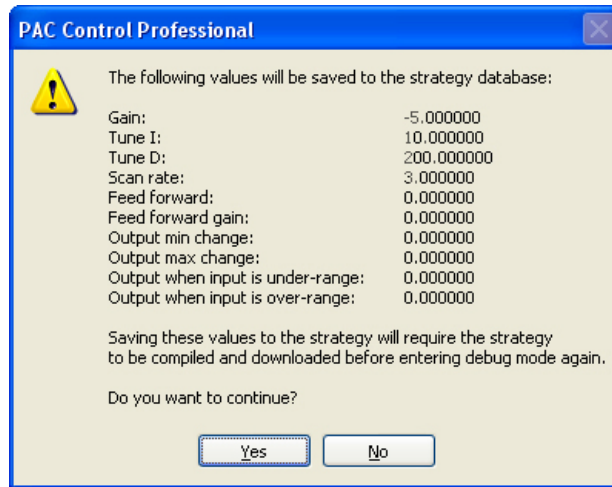 PAC Control Professional
The following values will be saved to the strategy database:
Gain: -5.000000
Tune I: 10.000000
Tune D: 200.000000
Scan rate: 3.000000
Feed forward: 0.000000
Feed forward gain: 0.000000
Output min change: 0.000000
Output max change: 0.000000
Output when input is under-range: 0.000000
Output when input is over-range: 0.000000
Saving these values to the strategy will require the strategy
to be compiled and downloaded before entering debug mode again.
Do you want to continue?
Yes No